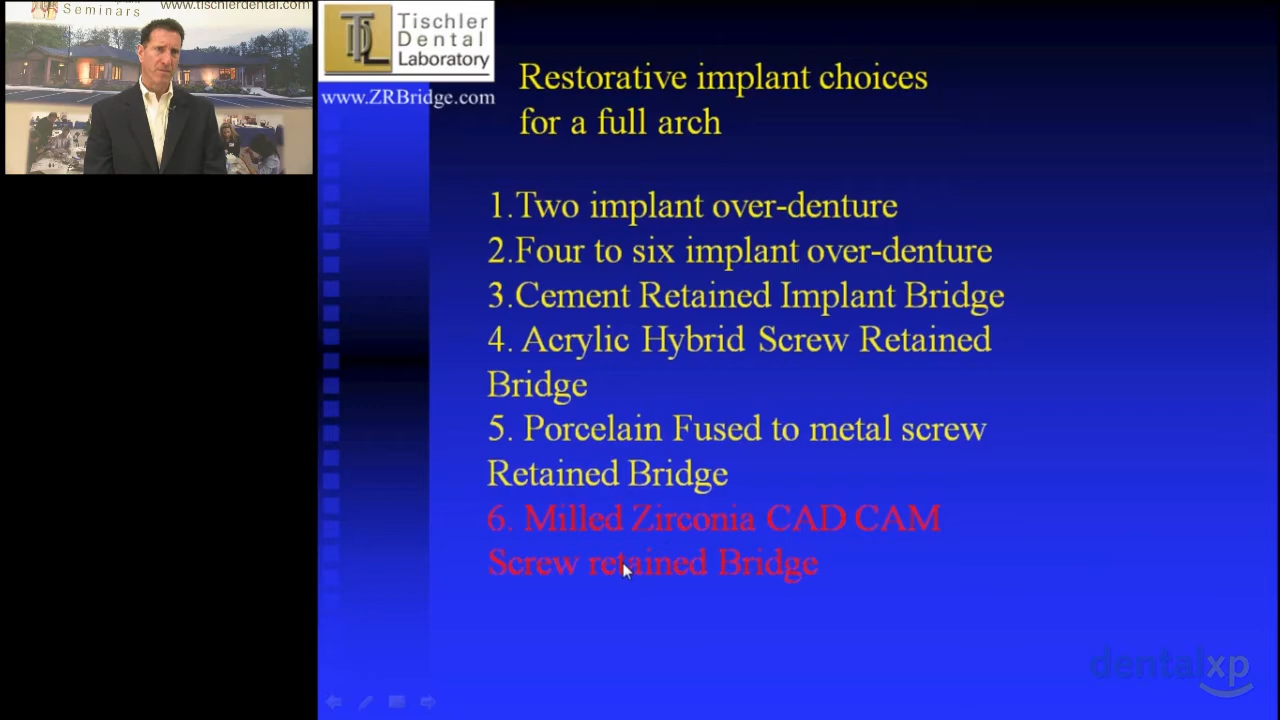 Seminars
www.tischlerdental.com
Tischler
Dental
Laboratory
www.ZRBridge.com
Restorative implant choices
for a full arch
1.Two implant over-denture
2.Four to six implant over-denture
3.Cement Retained Implant Bridge
4. Acrylic Hybrid Screw Retained
Bridge
5. Porcelain Fused to metal screw
Retained Bridge
6. Milled Zirconia CAD CAM
Screw retained Bridge
dentalxp